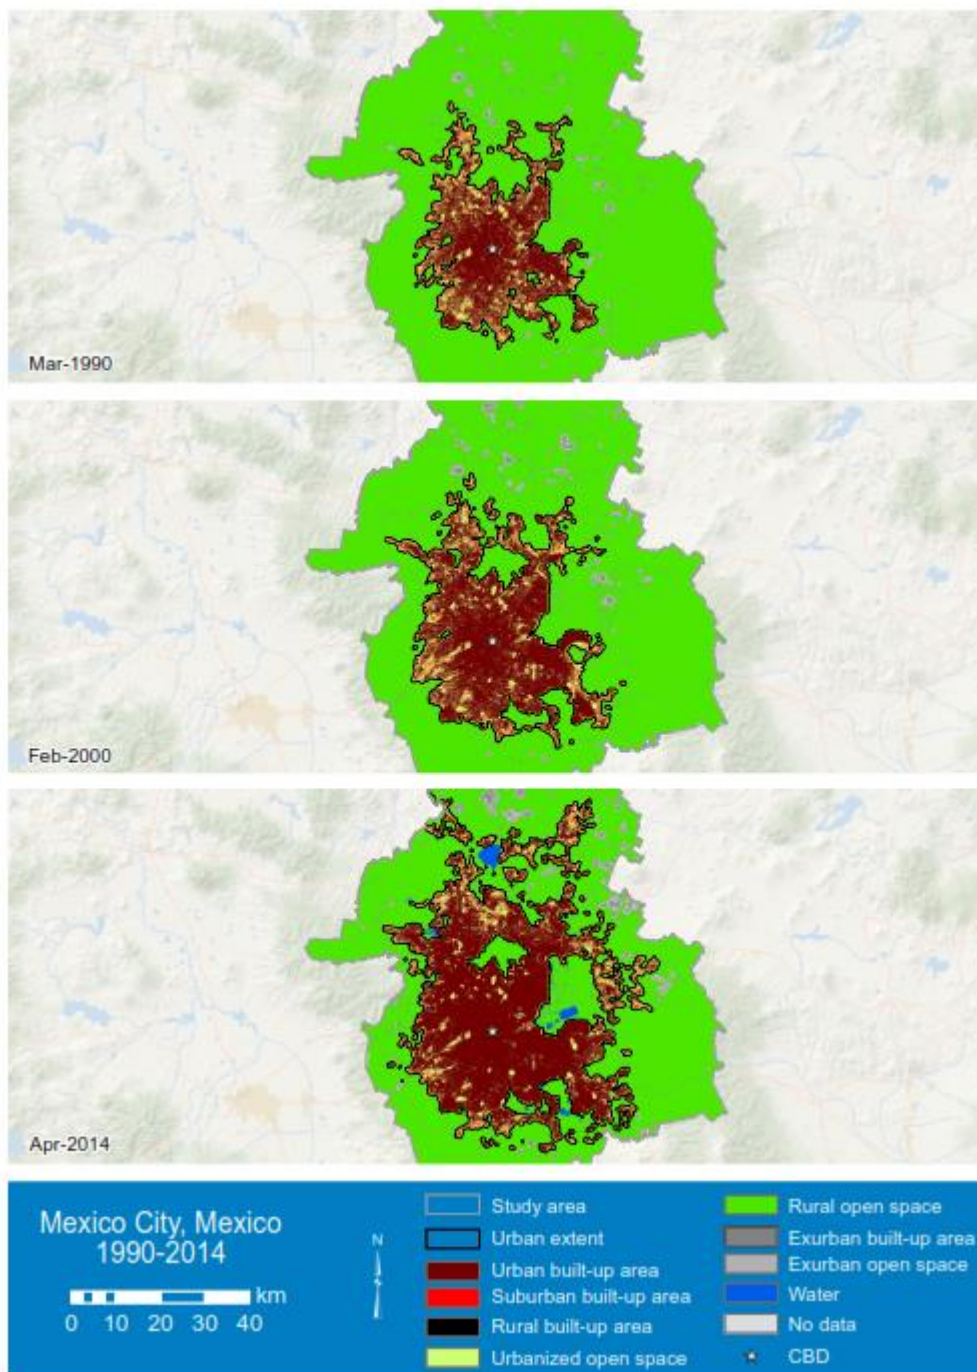 Mar-1990
Feb-2000
Apr-2014
Mexico City, Mexico
1990-2014
km
0 10 20 30 40
N
Study area
Urban extent
Urban built-up area
Suburban built-up area
Rural built-up area
Urbanized open space
Rural open space
Exurban built-up area
Exurban open space
Water
No data
CBD